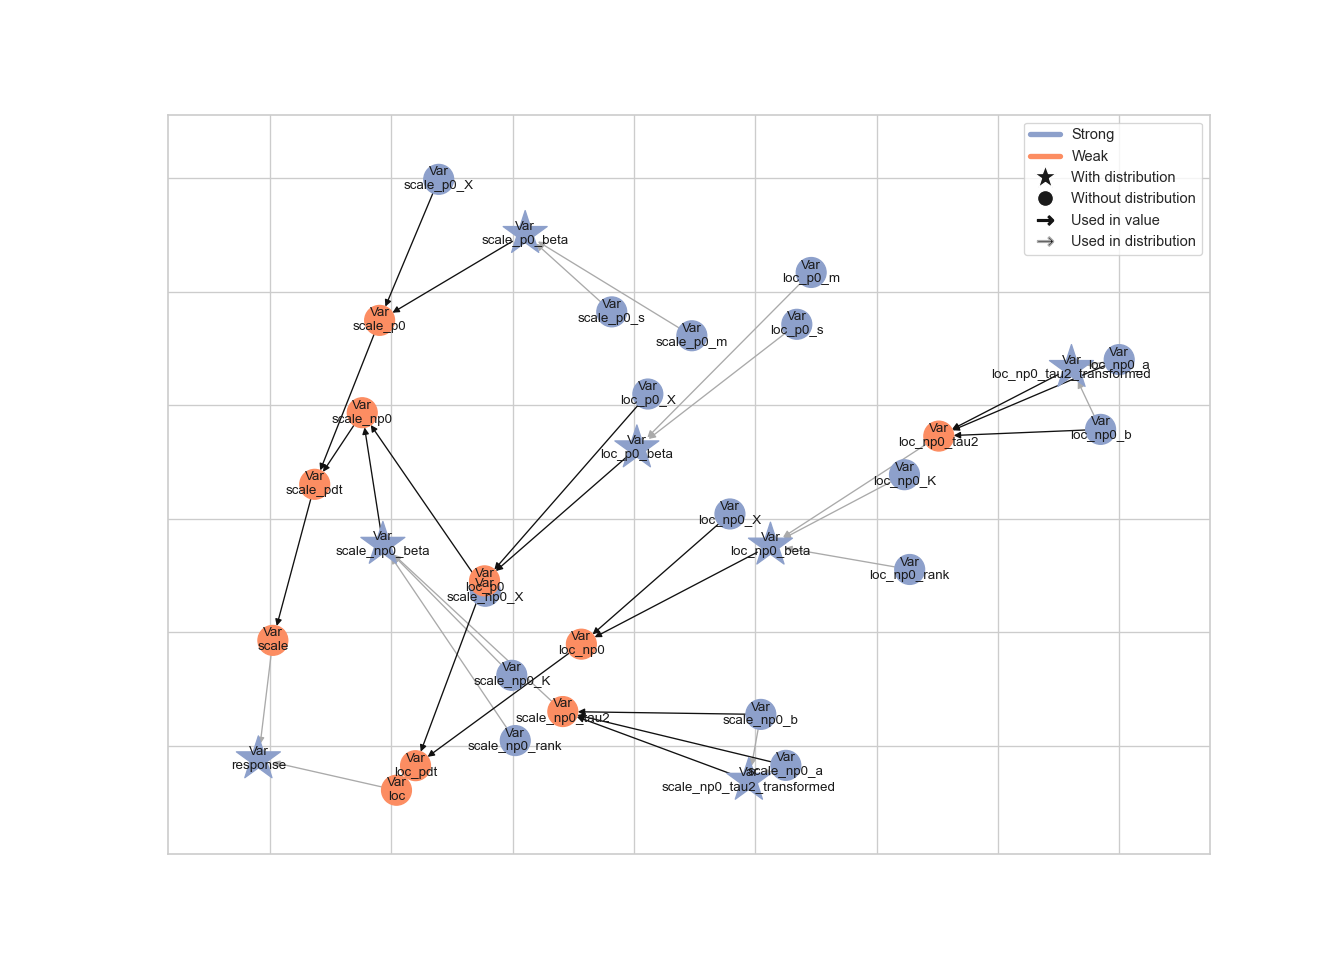 Strong
Weak
With distribution
Without distribution
Used in value
Used in distribution
Var
scale_p0_X
Var
scale_p0_beta
Var
loc_p0_m
Var
scale_p0_s
Var
scale_p0
Var
loc_p0_s
Var
scale_p0_m
Var
loc_np0_a
Var
loc_np0_tau2_transformed
Var
loc_p0_X
Var
scale_np0
Var
loc_np0_b
Var
loc_np0_tau2
Var
loc_p0_beta
Var
loc_np0_K
Var
scale_pdt
Var
loc_np0_X
Var
scale_np0_beta
Var
loc_np0_beta
Var
loc_np0_rank
Var
loc_p0
Var
scale_np0_X
Var
scale
Var
loc_np0
Var
scale_np0_K
Var
scale_np0_tau2
Var
scale_np0_b
Var
scale_np0_rank
Var
response
Var
loc_pdt
Var
scale_np0_a
Var
scale_np0_tau2_transformed
Var
loc